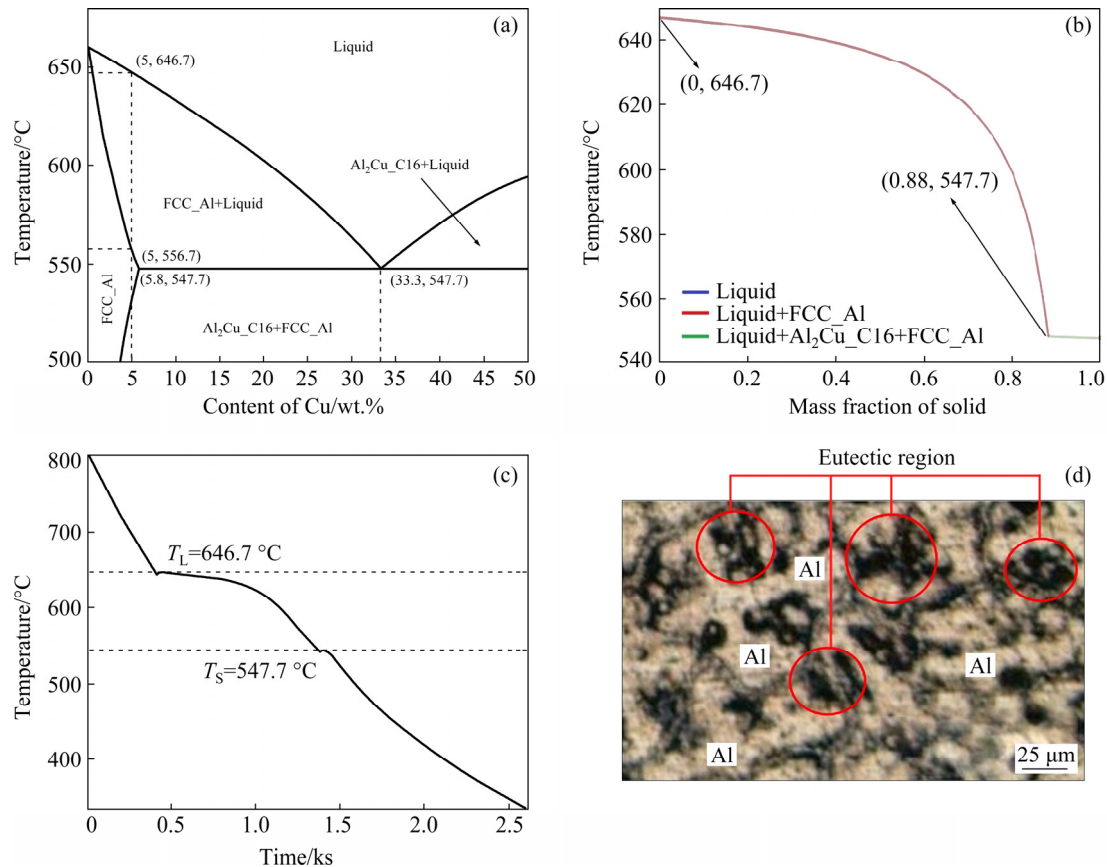 (a)
Temperature/°C
650
600
550
500
(5, 646.7)
Liquid
Al₂Cu_C16+Liquid
FCC_Al+Liquid
(5, 556.7)
(5.8, 547.7)
(33.3, 547.7)
FCC_Al
Al₂Cu_C16+FCC_Al
0 5 10 15 20 25 30 35 40 45 50
Content of Cu/wt.%
(b)
Temperature/°C
640
620
600
580
560
540
(0, 646.7)
(0.88, 547.7)
Liquid
Liquid+FCC_Al
Liquid+Al₂Cu_C16+FCC_Al
0 0.2 0.4 0.6 0.8 1.0
Mass fraction of solid
(c)
Temperature/°C
800
700
600
500
400
T_L=646.7 °C
T_S=547.7 °C
0 0.5 1.0 1.5 2.0 2.5
Time/ks
Eutectic region
(d)
Al
Al
Al
Al
25 μm